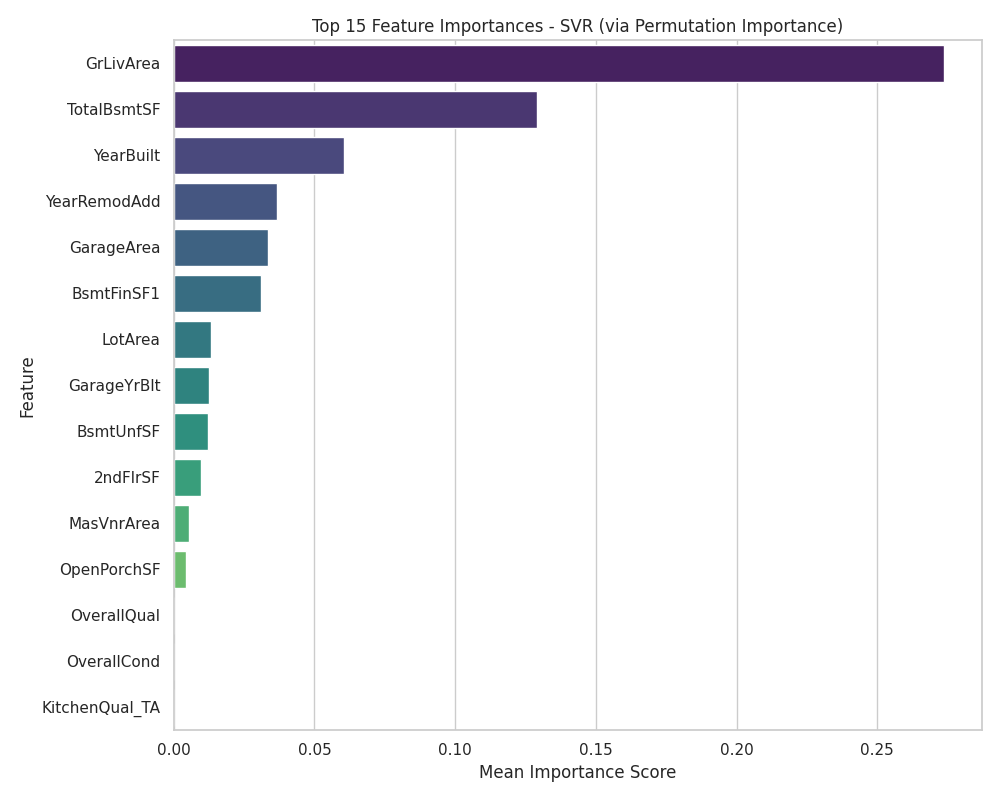 Top 15 Feature Importances - SVR (via Permutation Importance)
GrLivArea
TotalBsmtSF
YearBuilt
YearRemodAdd
GarageArea
BsmtFinSF1
LotArea
GarageYrBlt
BsmtUnfSF
2ndFlrSF
MasVnrArea
OpenPorchSF
OverallQual
OverallCond
KitchenQual_TA
Feature
0.00 0.05 0.10 0.15 0.20 0.25
Mean Importance Score